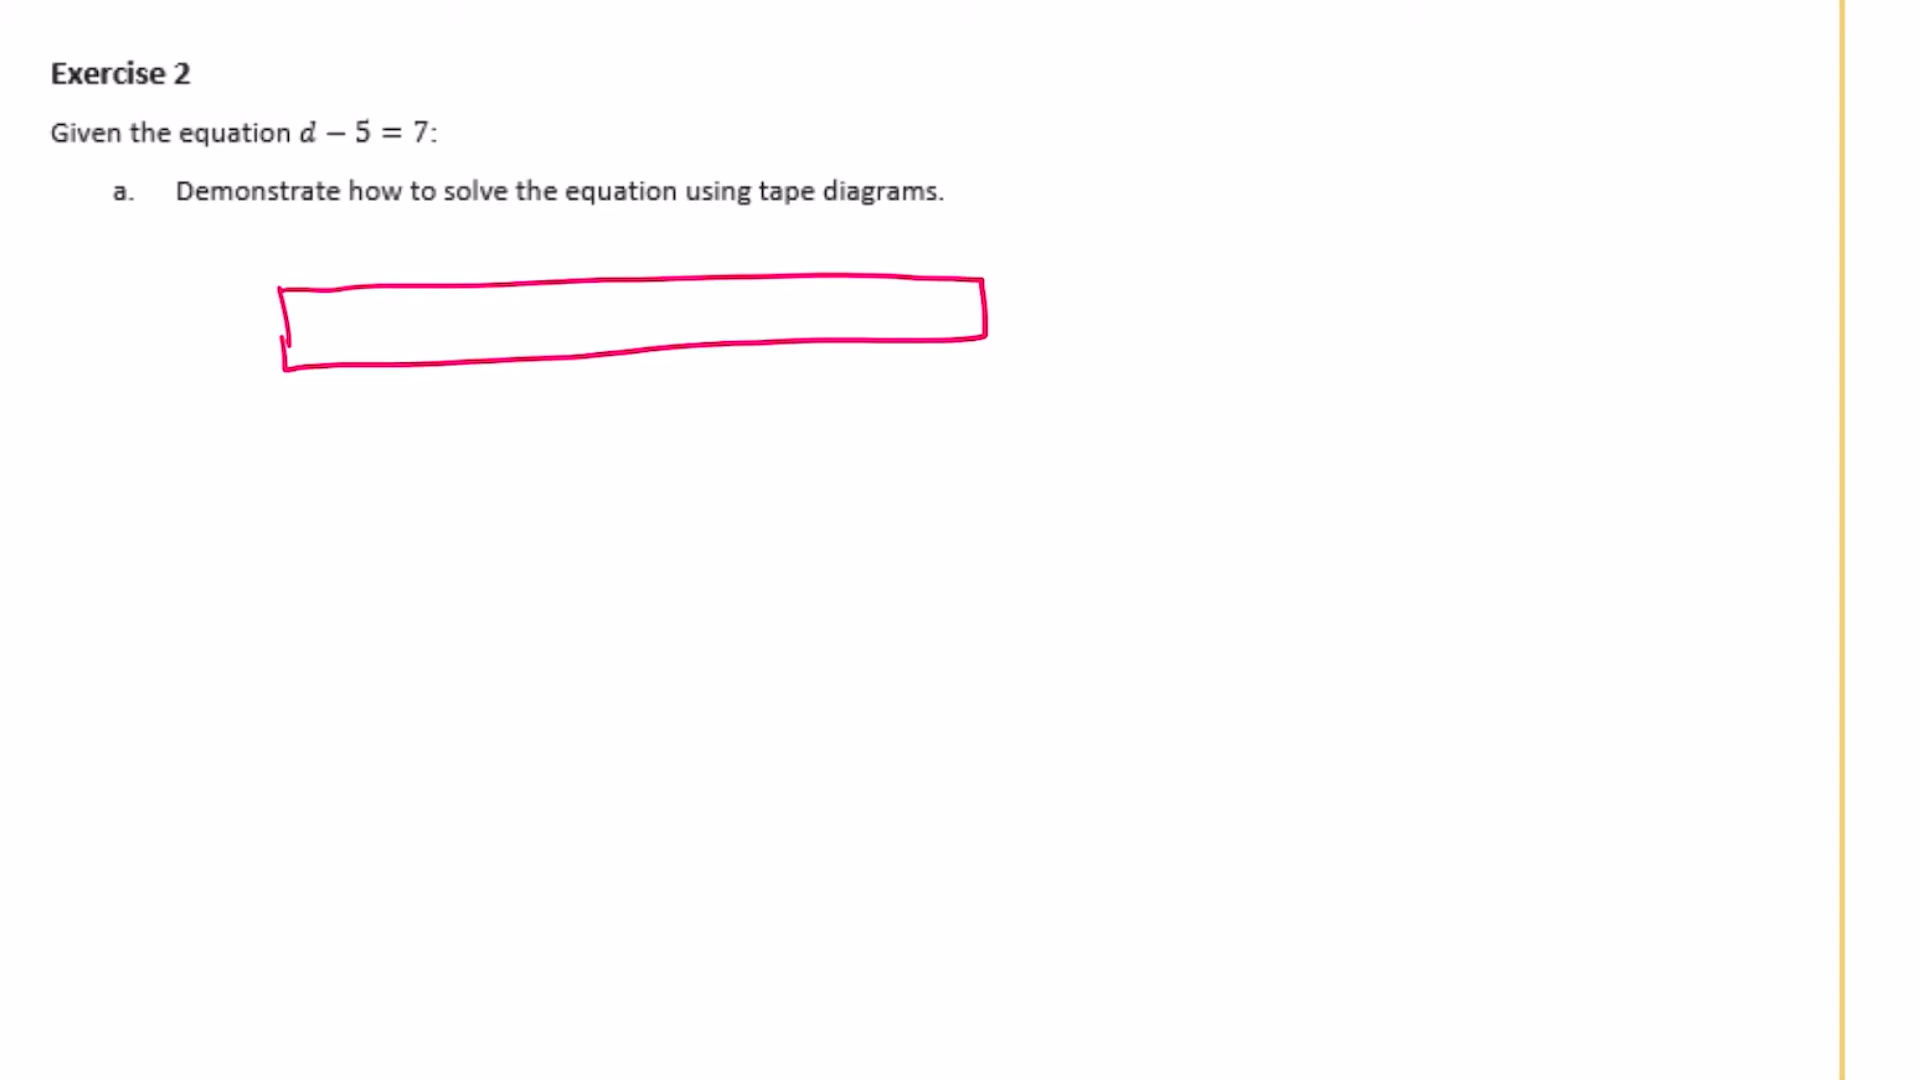 Exercise 2
Given the equation d − 5 = 7:
a. Demonstrate how to solve the equation using tape diagrams.